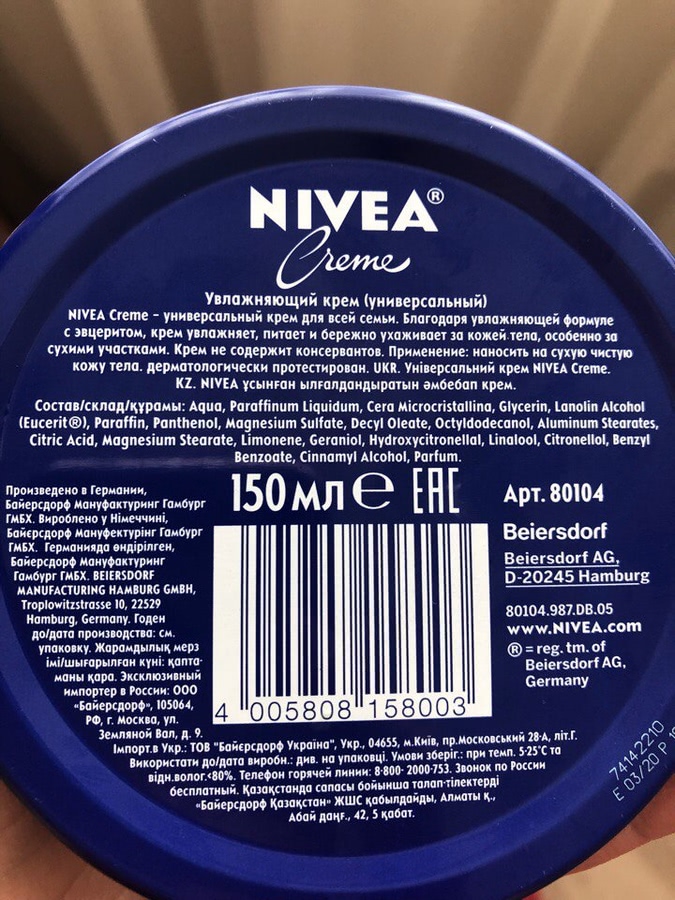 NIVEA®
Creme
Увлажняющий крем (универсальный)
NIVEA Creme – универсальный крем для всей семьи. Благодаря увлажняющей формуле
с эвцеритом, крем увлажняет, питает и бережно ухаживает за кожей тела, особенно за
сухими участками. Крем не содержит консервантов. Применение: наносить на сухую чистую
кожу тела. дерматологически протестирован. UKR. Універсальний крем NIVEA Creme.
KZ. NIVEA ұсынған ылғалдандыратын әмбебап крем.
Состав/склад/құрамы: Aqua, Paraffinum Liquidum, Cera Microcristallina, Glycerin, Lanolin Alcohol
(Eucerit®), Paraffin, Panthenol, Magnesium Sulfate, Decyl Oleate, Octyldodecanol, Aluminum Stearates,
Citric Acid, Magnesium Stearate, Limonene, Geraniol, Hydroxycitronellal, Linalool, Citronellol, Benzyl
Benzoate, Cinnamyl Alcohol, Parfum.
150мл e EAC
Арт. 80104
Произведено в Германии,
Байерсдорф Мануфактуринг Гамбург
ГМБХ. Вироблено у Німеччині,
Байєрсдорф Мануфектурінг Гамбург
ГМБХ. Германияда өндірілген,
Байерсдорф Мануфактуринг
Гамбург ГМБХ. BEIERSDORF
MANUFACTURING HAMBURG GMBH,
Troplowitzstrasse 10, 22529
Hamburg, Germany. Годен
до/дата производства: см.
упаковку. Жарамдылық мерз
імі/шығарылған күні: қапта-
маны қара. Эксклюзивный
импортер в России: ООО
«Байерсдорф», 105064,
РФ, г. Москва, ул.
Земляной Вал, д. 9.
4 005808 158003
Beiersdorf
Beiersdorf AG,
D-20245 Hamburg
80104.987.DB.05
www.NIVEA.com
® = reg. tm. of
Beiersdorf AG,
Germany
Імпорт.в Укр.: ТОВ "Байєрсдорф Україна", Укр., 04655, м.Київ, пр.Московський 28-А, літ.Г.
Використати до/дата виробн.: див. на упаковці. Умови зберіг.: при темп. 5-25°С та
відн.волог.<80%. Телефон горячей линии: 8-800- 2000-753. Звонок по России
бесплатный. Қазақстанда сапасы бойынша талап-тілектерді
«Байерсдорф Қазақстан» ЖШС қабылдайды, Алматы қ.,
Абай даңғ., 42, 5 қабат.
74142210
E 03/20 P